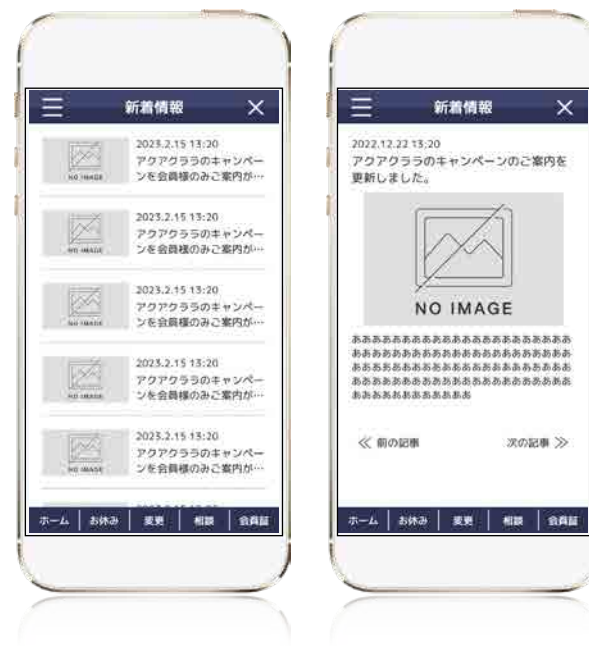 新着情報
NO IMAGE
2023.2.15 13:20
アクアクララのキャンペー
ンを会員様のみご案内が…
NO IMAGE
2023.2.15 13:20
アクアクララのキャンペー
ンを会員様のみご案内が…
NO IMAGE
2023.2.15 13:20
アクアクララのキャンペー
ンを会員様のみご案内が…
NO IMAGE
2023.2.15 13:20
アクアクララのキャンペー
ンを会員様のみご案内が…
NO IMAGE
2023.2.15 13:20
アクアクララのキャンペー
ンを会員様のみご案内が…
ホーム お休み 変更 相談 会員証
新着情報
2022.12.22 13:20
アクアクララのキャンペーンのご案内を
更新しました。
NO IMAGE
ああああああああああああああああああああああ
ああああああああああああああああああああああ
ああああああああああああああああああああああ
ああああああああああああああああああああああ
ああああああああああああ
≪ 前の記事
次の記事 ≫
ホーム お休み 変更 相談 会員証